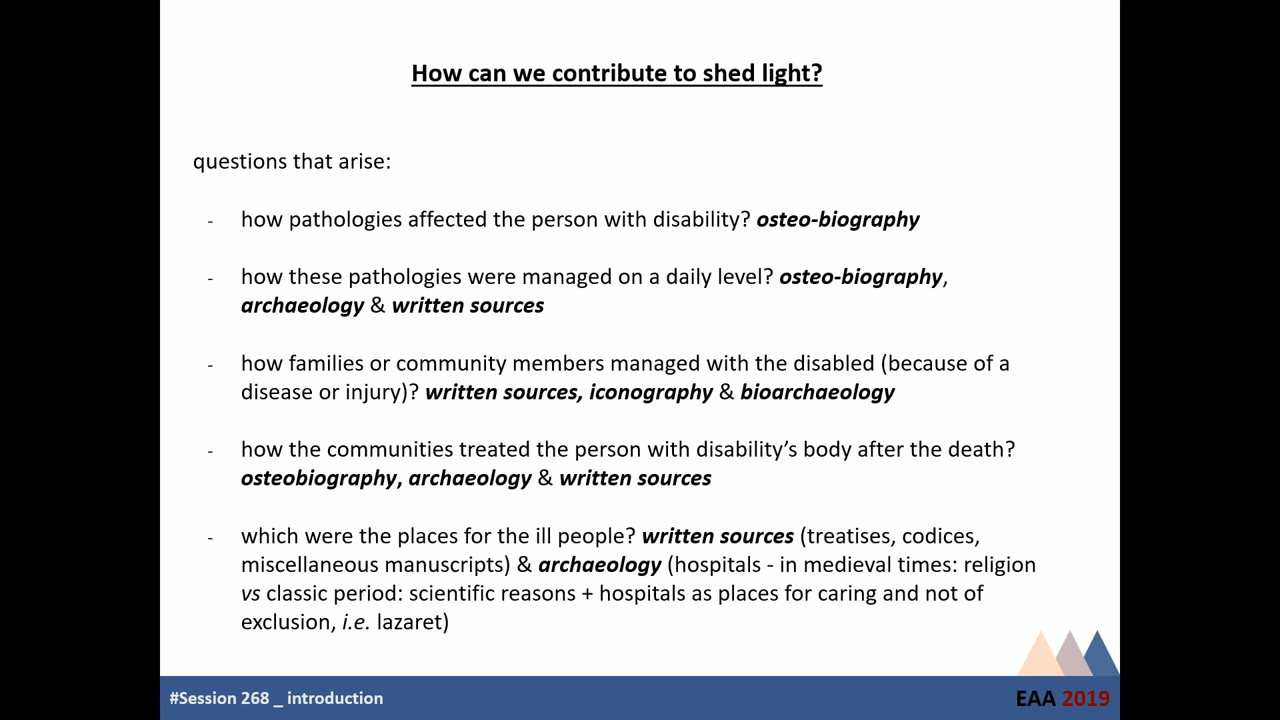 How can we contribute to shed light?
questions that arise:
- how pathologies affected the person with disability? osteo-biography
- how these pathologies were managed on a daily level? osteo-biography,
archaeology & written sources
- how families or community members managed with the disabled (because of a
disease or injury)? written sources, iconography & bioarchaeology
- how the communities treated the person with disability’s body after the death?
osteobiography, archaeology & written sources
- which were the places for the ill people? written sources (treatises, codices,
miscellaneous manuscripts) & archaeology (hospitals - in medieval times: religion
vs classic period: scientific reasons + hospitals as places for caring and not of
exclusion, i.e. lazaret)
#Session 268 _ introduction
EAA 2019